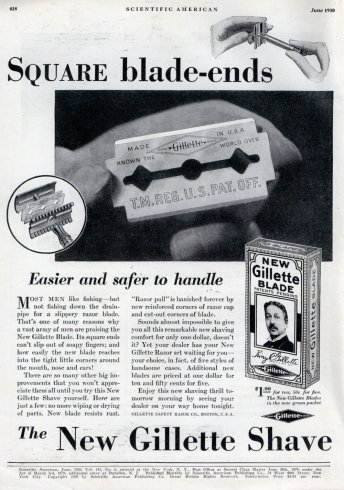 458
SCIENTIFIC AMERICAN
June 1930
SQUARE blade-ends
MADE IN U.S.A
Gillette
KNOWN THE WORLD OVER
T.M.REG.U.S.PAT.OFF.
Easier and safer to handle
MOST MEN like fishing—but
not fishing down the drain-
pipe for a slippery razor blade.
That's one of many reasons why
a vast army of men are praising the
New Gillette Blade. Its square ends
can't slip out of soapy fingers; and
how easily the new blade reaches
into the tight little corners around
the mouth, nose and ears!
There are so many other big im-
provements that you won't appre-
ciate them all until you try this New
Gillette Shave yourself. Here are
just a few: no more wiping or drying
of parts. New blade resists rust.
"Razor pull" is banished forever by
new reinforced corners of razor cap
and cut-out corners of blade.
Sounds almost impossible to give
you all this remarkable new shaving
comfort for only one dollar, doesn't
it? Yet your dealer has your New
Gillette Razor set waiting for you—
your choice, in fact, of five styles of
handsome cases. Additional new
blades are priced at one dollar for
ten and fifty cents for five.
Enjoy this new shaving thrill to-
morrow morning by seeing your
dealer on your way home tonight.
GILLETTE SAFETY RAZOR CO., BOSTON, U.S.A.
NEW
Gillette
BLADE
King C. Gillette
Gillette
$1.00 for ten; 50c for five.
The New Gillette Blades
in the new green packet
The New Gillette Shave